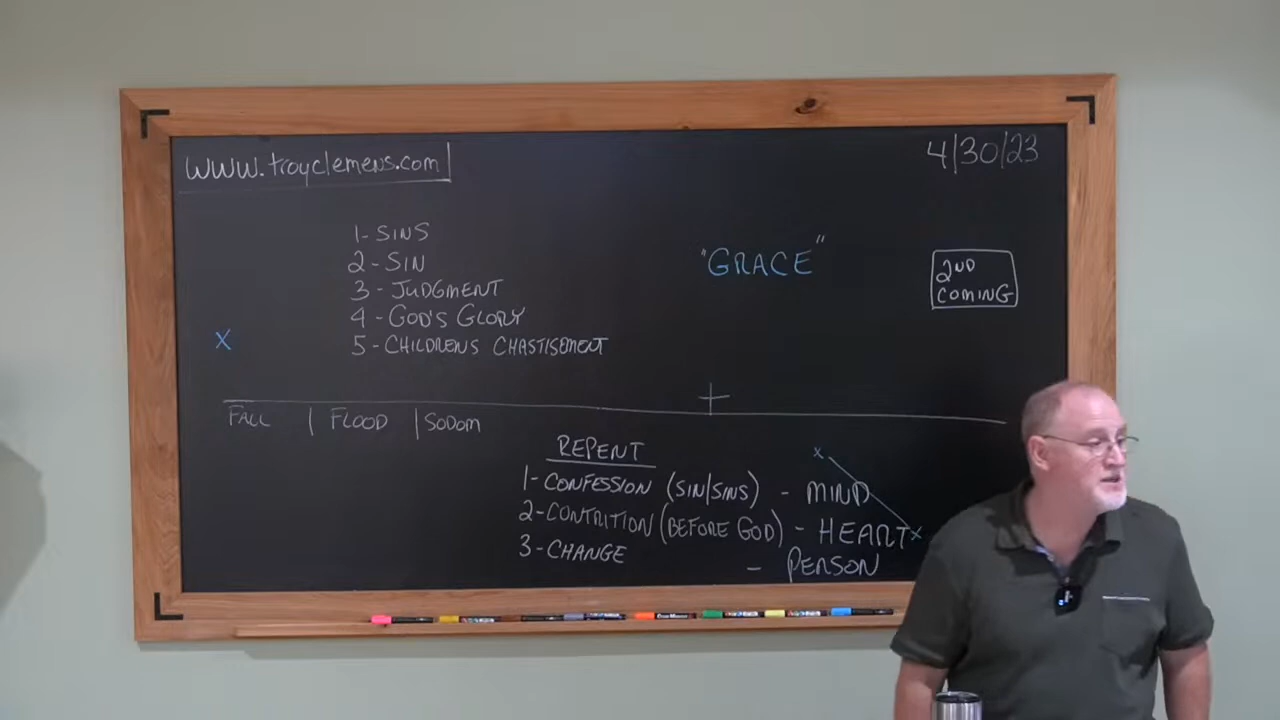 www.troyclemens.com
4/30/23
1- SINS
2- SIN
3- JUDGMENT
4- GOD'S GLORY
5- CHILDRENS CHASTISEMENT
"GRACE"
2ND
COMING
X
FALL | FLOOD | SODOM
REPENT
1- CONFESSION (SIN/SINS) - MIND
2- CONTRITION (BEFORE GOD) - HEART
3- CHANGE - PERSON
x
x